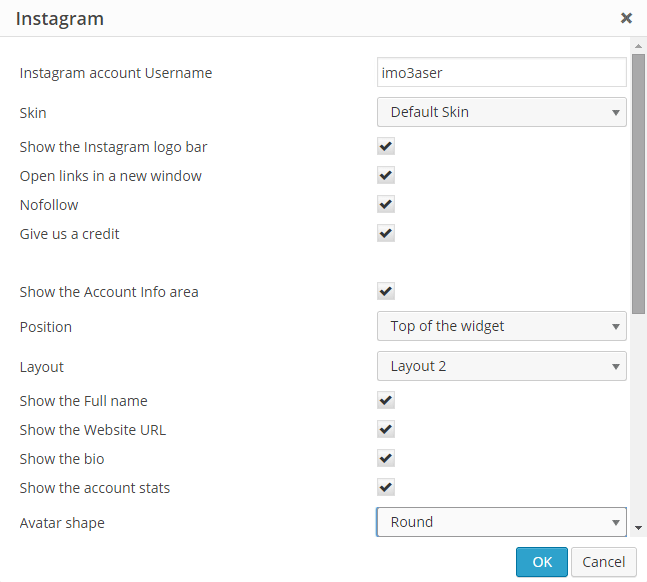 Instagram
Instagram account Username imo3aser
Skin Default Skin
Show the Instagram logo bar
Open links in a new window
Nofollow
Give us a credit
Show the Account Info area
Position Top of the widget
Layout Layout 2
Show the Full name
Show the Website URL
Show the bio
Show the account stats
Avatar shape Round
OK Cancel